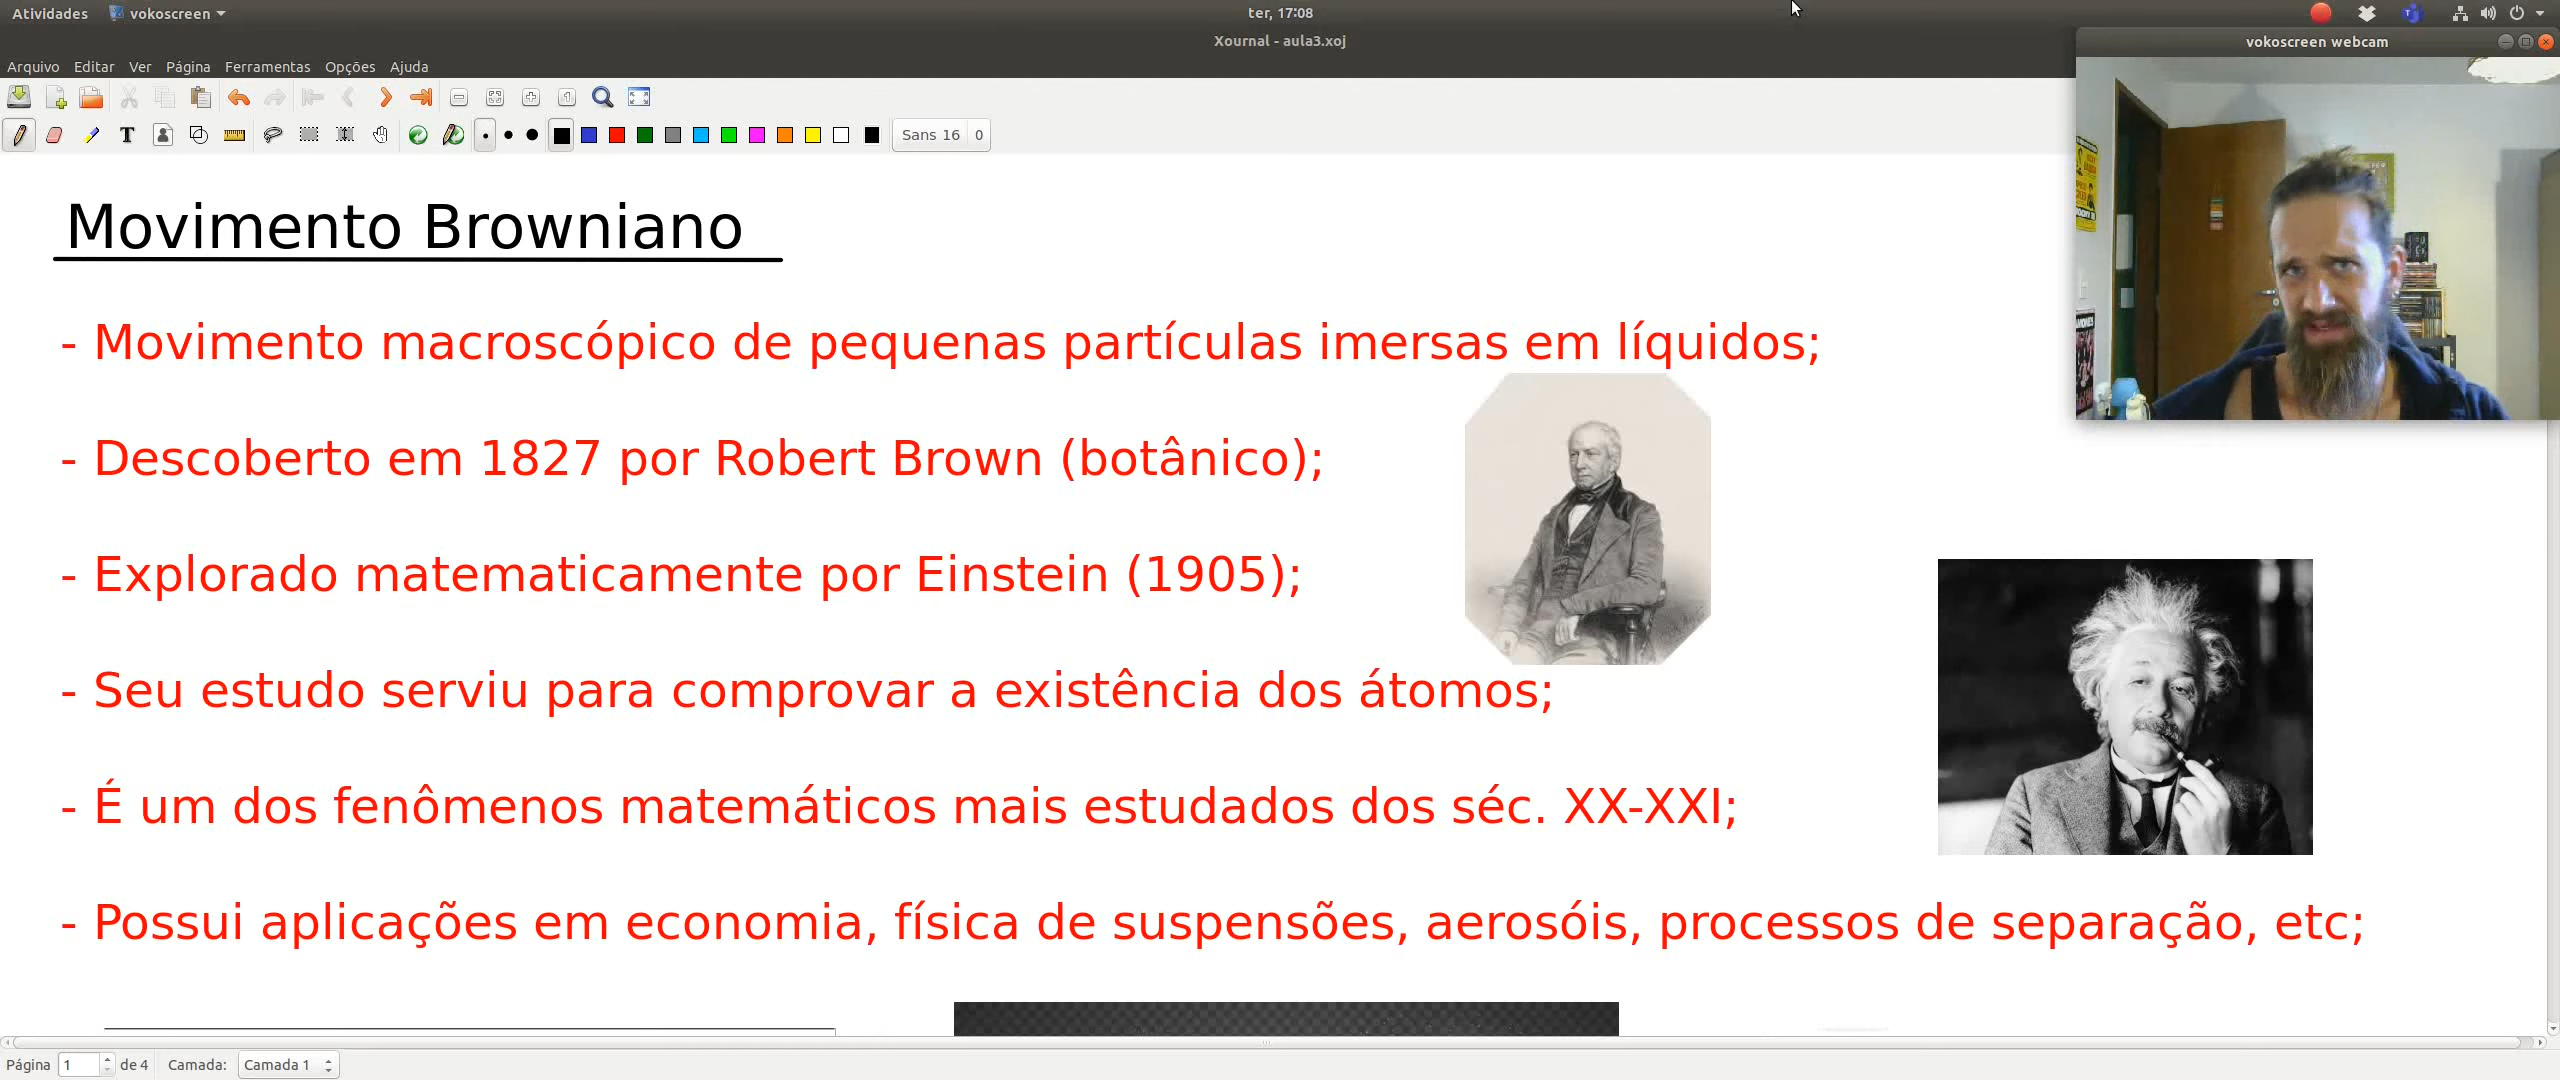 Atividades vokoscreen ter, 17:08
Xournal - aula3.xoj
vokoscreen webcam
Arquivo Editar Ver Página Ferramentas Opções Ajuda
Sans 16 0
Movimento Browniano
- Movimento macroscópico de pequenas partículas imersas em líquidos;
- Descoberto em 1827 por Robert Brown (botânico);
- Explorado matematicamente por Einstein (1905);
- Seu estudo serviu para comprovar a existência dos átomos;
- É um dos fenômenos matemáticos mais estudados dos séc. XX-XXI;
- Possui aplicações em economia, física de suspensões, aerosóis, processos de separação, etc;
Página 1 de 4 Camada: Camada 1